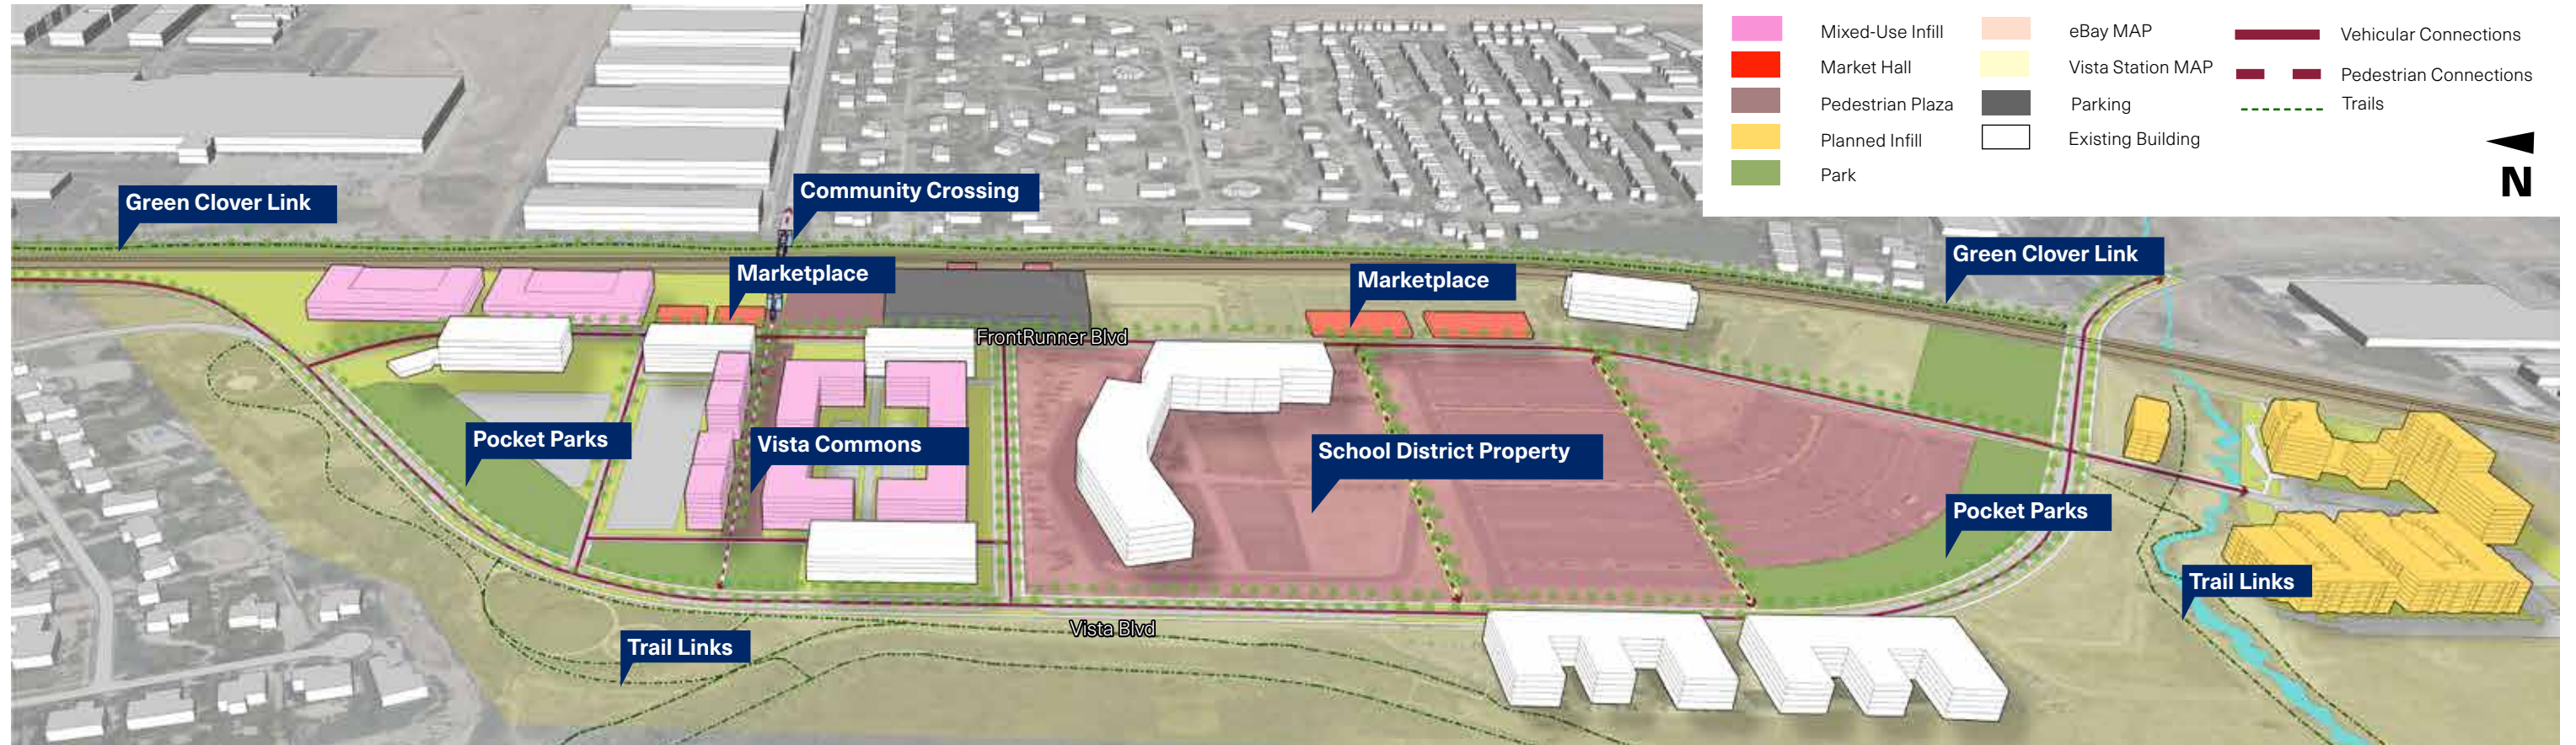 Mixed-Use Infill
Market Hall
Pedestrian Plaza
Planned Infill
Park
eBay MAP
Vista Station MAP
Parking
Existing Building
Vehicular Connections
Pedestrian Connections
Trails
N
Green Clover Link
Community Crossing
Marketplace
Marketplace
Green Clover Link
FrontRunner Blvd
Pocket Parks
Vista Commons
School District Property
Pocket Parks
Trail Links
Vista Blvd
Trail Links